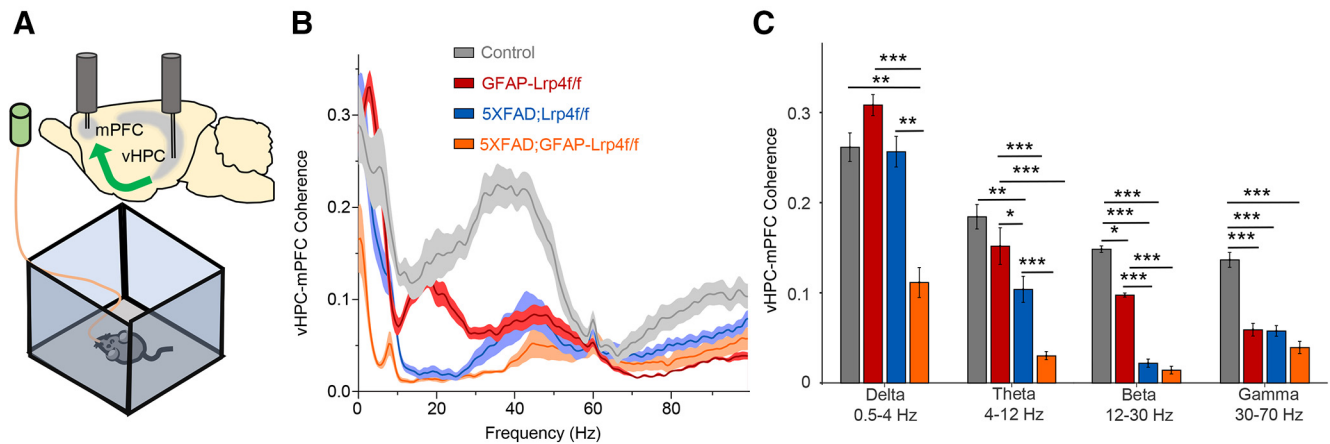 A
mPFC
vHPC
B
Control
GFAP-Lrp4f/f
5XFAD;Lrp4f/f
5XFAD;GFAP-Lrp4f/f
vHPC-mPFC Coherence
0.3
0.2
0.1
0.0
0 20 40 60 80
Frequency (Hz)
C
vHPC-mPFC Coherence
0.3
0.2
0.1
0
***
**
**
***
***
**
*
***
***
***
*
***
***
***
***
***
Delta Theta Beta Gamma
0.5-4 Hz 4-12 Hz 12-30 Hz 30-70 Hz